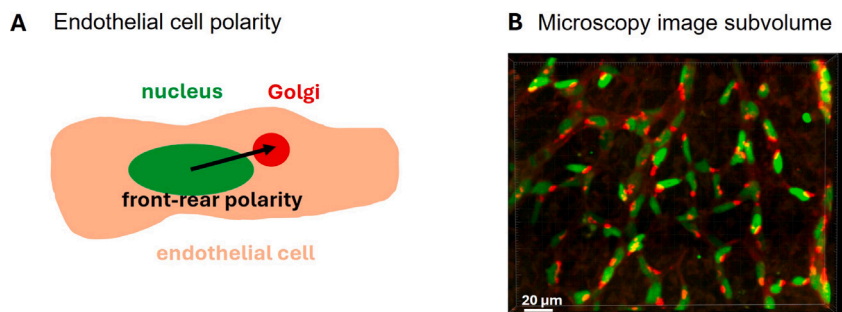 A Endothelial cell polarity
nucleus
Golgi
front-rear polarity
endothelial cell
B Microscopy image subvolume
20 µm